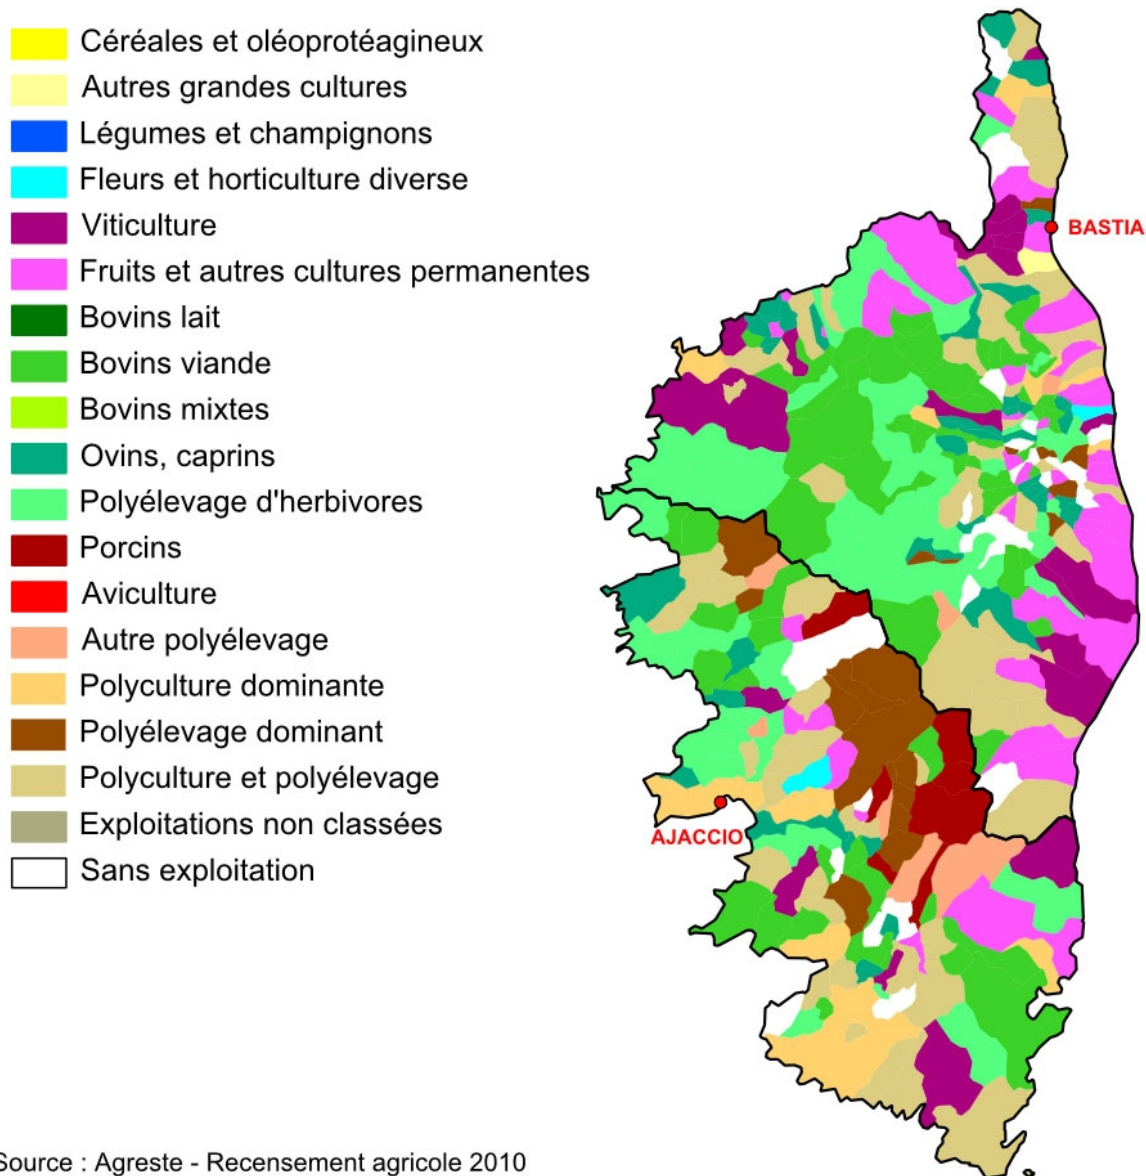 Céréales et oléoprotéagineux
Autres grandes cultures
Légumes et champignons
Fleurs et horticulture diverse
Viticulture
Fruits et autres cultures permanentes
Bovins lait
Bovins viande
Bovins mixtes
Ovins, caprins
Polyélevage d'herbivores
Porcins
Aviculture
Autre polyélevage
Polyculture dominante
Polyélevage dominant
Polyculture et polyélevage
Exploitations non classées
Sans exploitation
BASTIA
AJACCIO
Source : Agreste - Recensement agricole 2010